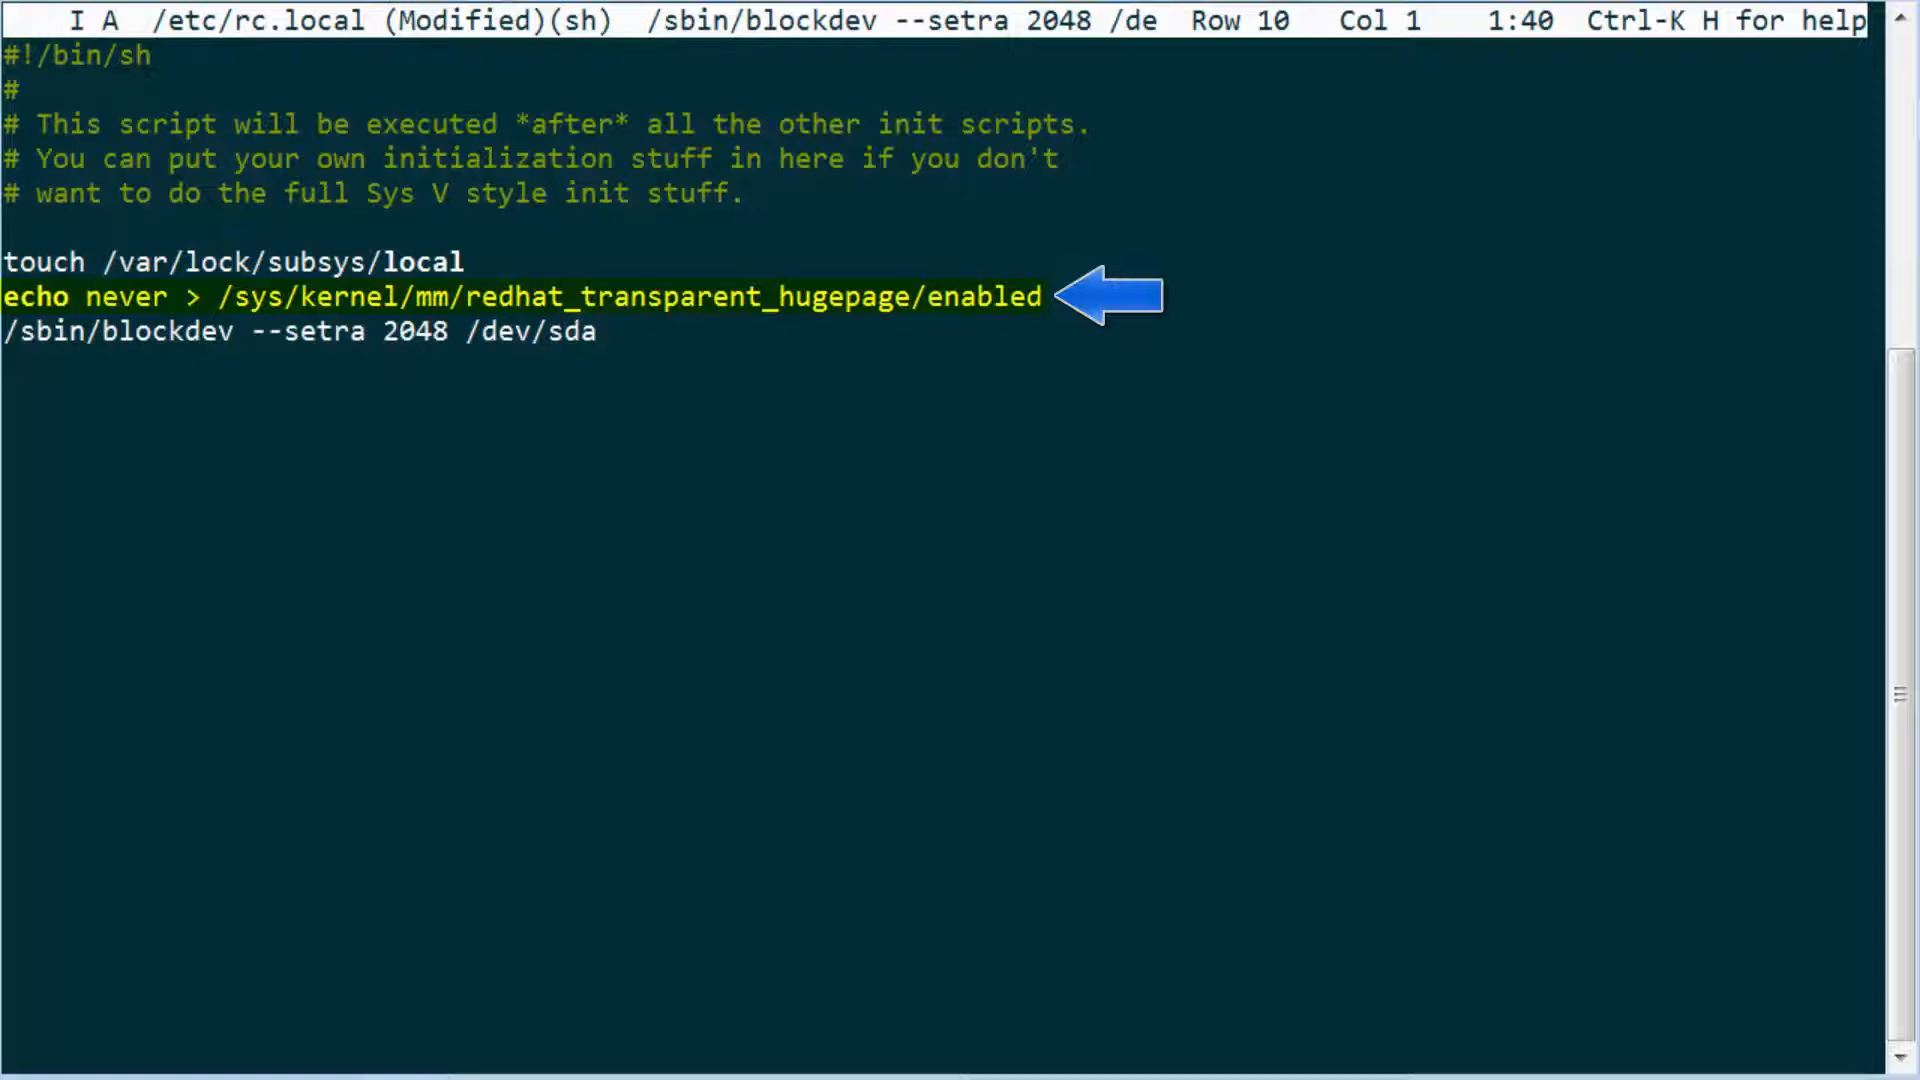 I A /etc/rc.local (Modified)(sh) /sbin/blockdev --setra 2048 /de Row 10 Col 1 1:40 Ctrl-K H for help
#!/bin/sh
#
# This script will be executed *after* all the other init scripts.
# You can put your own initialization stuff in here if you don't
# want to do the full Sys V style init stuff.
touch /var/lock/subsys/local
echo never > /sys/kernel/mm/redhat_transparent_hugepage/enabled
/sbin/blockdev --setra 2048 /dev/sda